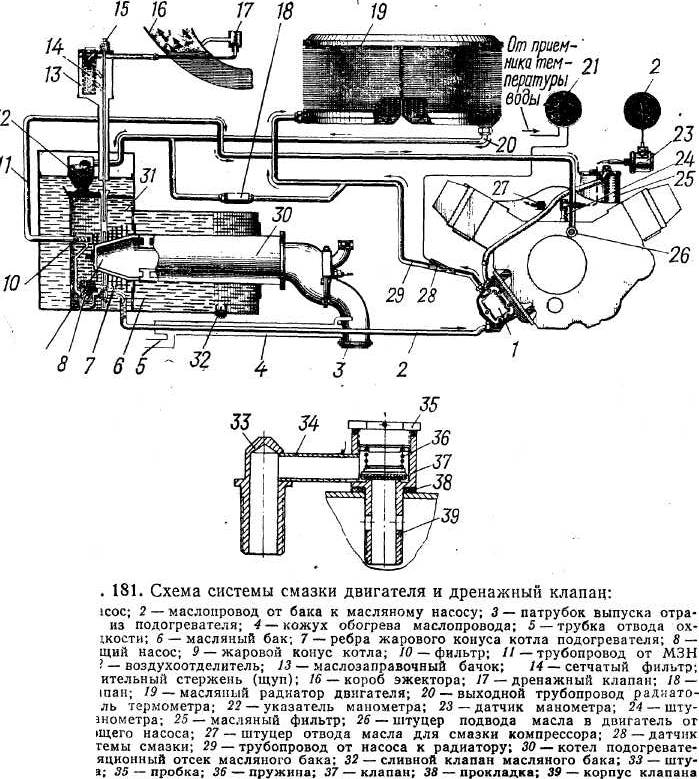 15
16
17
18
19
14
13
От прием-
ника тем-
пературы
воды
21
2
23
24
25
26
27
20
2
11
31
30
10
29
28
1
8
7
6
5
32
4
3
2
33
34
35
36
37
38
39
. 181. Схема системы смазки двигателя и дренажный клапан:
сос; 2 — маслопровод от бака к масляному насосу; 3 — патрубок выпуска отра-
из подогревателя; 4 — кожух обогрева маслопровода; 5 — трубка отвода ох-
дкости; 6 — масляный бак; 7 — ребра жарового конуса котла подогревателя; 8 —
щий насос; 9 — жаровой конус котла; 10 — фильтр; 11 — трубопровод от МЗН
? — воздухоотделитель; 13 — маслозаправочный бачок; 14 — сетчатый фильтр;
ительный стержень (щуп); 16 — короб эжектора; 17 — дренажный клапан; 18 —
пан; 19 — масляный радиатор двигателя; 20 — выходной трубопровод радиато-
ль термометра; 22 — указатель манометра; 23 — датчик манометра; 24 — шту-
нометра; 25 — масляный фильтр; 26 — штуцер подвода масла в двигатель от
щего насоса; 27 — штуцер отвода масла для смазки компрессора; 28 — датчик
темы смазки; 29 — трубопровод от насоса к радиатору; 30 — котел подогревате-
яционный отсек масляного бака; 32 — сливной клапан масляного бака; 33 — шту-
; 35 — пробка; 36 — пружина; 37 — клапан; 38 — прокладка; 39 — корпус клапана